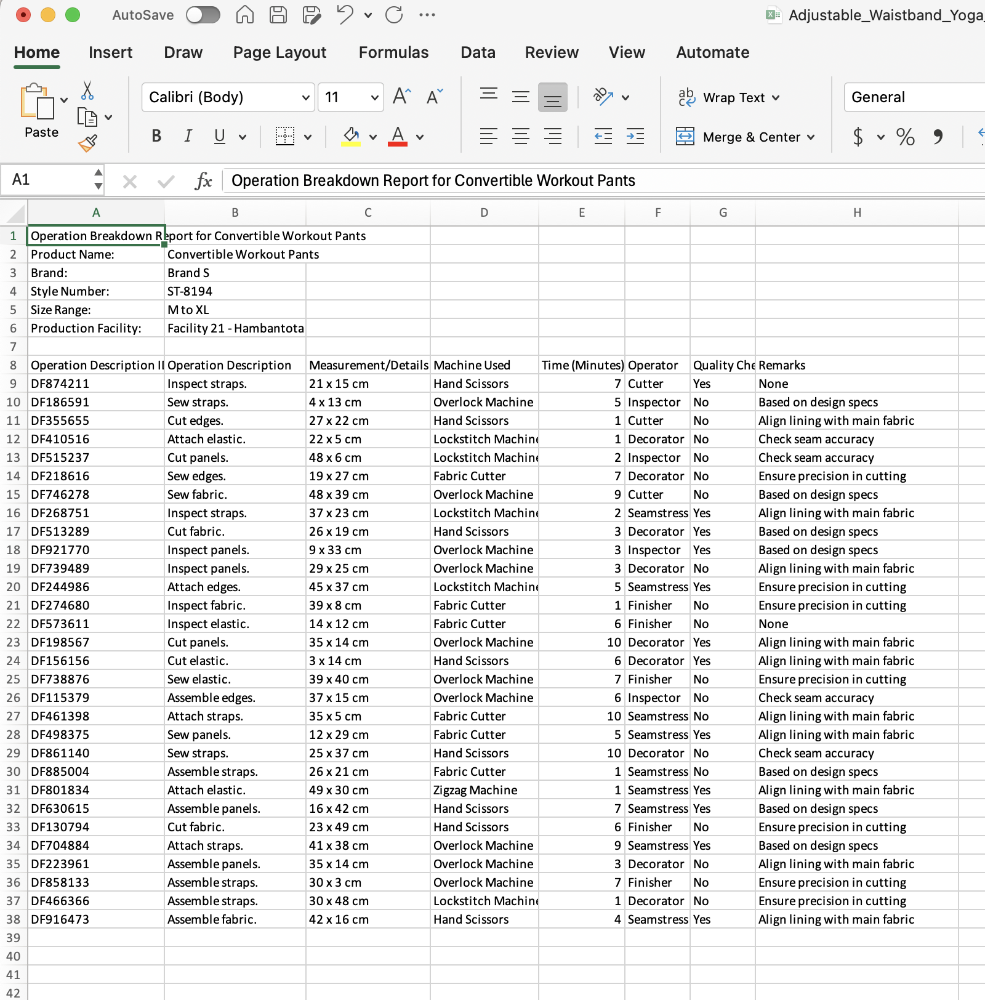 AutoSave
Adjustable_Waistband_Yoga_
Home Insert Draw Page Layout Formulas Data Review View Automate
Paste
Calibri (Body) 11
Wrap Text
General
B I U A
Merge & Center
$ %
A1 fx Operation Breakdown Report for Convertible Workout Pants
A B C D E F G H
1 Operation Breakdown Report for Convertible Workout Pants
2 Product Name: Convertible Workout Pants
3 Brand: Brand S
4 Style Number: ST-8194
5 Size Range: M to XL
6 Production Facility: Facility 21 - Hambantota
7
8 Operation Description Operation Description Measurement/Details Machine Used Time (Minutes) Operator Quality Che Remarks
9 DF874211 Inspect straps. 21 x 15 cm Hand Scissors 7 Cutter Yes None
10 DF186591 Sew straps. 4 x 13 cm Overlock Machine 5 Inspector No Based on design specs
11 DF355655 Cut edges. 27 x 22 cm Hand Scissors 1 Cutter No Align lining with main fabric
12 DF410516 Attach elastic. 22 x 5 cm Lockstitch Machine 1 Decorator No Check seam accuracy
13 DF515237 Cut panels. 48 x 6 cm Lockstitch Machine 2 Inspector No Check seam accuracy
14 DF218616 Sew edges. 19 x 27 cm Fabric Cutter 7 Decorator No Ensure precision in cutting
15 DF746278 Sew fabric. 48 x 39 cm Overlock Machine 9 Cutter No Based on design specs
16 DF268751 Inspect straps. 37 x 23 cm Lockstitch Machine 2 Seamstress Yes Align lining with main fabric
17 DF513289 Cut fabric. 26 x 19 cm Hand Scissors 3 Decorator Yes Based on design specs
18 DF921770 Inspect panels. 9 x 33 cm Overlock Machine 3 Inspector Yes Based on design specs
19 DF739489 Inspect panels. 29 x 25 cm Overlock Machine 3 Decorator No Align lining with main fabric
20 DF244986 Attach edges. 45 x 37 cm Lockstitch Machine 5 Seamstress Yes Ensure precision in cutting
21 DF274680 Inspect fabric. 39 x 8 cm Fabric Cutter 1 Finisher No Ensure precision in cutting
22 DF573611 Inspect elastic. 14 x 12 cm Fabric Cutter 6 Finisher No None
23 DF198567 Cut panels. 35 x 14 cm Overlock Machine 10 Decorator Yes Align lining with main fabric
24 DF156156 Cut elastic. 3 x 14 cm Hand Scissors 6 Decorator Yes Align lining with main fabric
25 DF738876 Sew elastic. 39 x 40 cm Overlock Machine 7 Finisher No Ensure precision in cutting
26 DF115379 Assemble edges. 37 x 15 cm Overlock Machine 6 Inspector No Check seam accuracy
27 DF461398 Attach straps. 35 x 5 cm Fabric Cutter 10 Seamstress No Align lining with main fabric
28 DF498375 Sew panels. 12 x 29 cm Fabric Cutter 5 Seamstress Yes Align lining with main fabric
29 DF861140 Sew straps. 25 x 37 cm Hand Scissors 10 Decorator No Check seam accuracy
30 DF885004 Assemble straps. 26 x 21 cm Fabric Cutter 1 Seamstress No Based on design specs
31 DF801834 Attach elastic. 49 x 30 cm Zigzag Machine 1 Seamstress Yes Align lining with main fabric
32 DF630615 Assemble panels. 16 x 42 cm Hand Scissors 7 Seamstress Yes Based on design specs
33 DF130794 Cut fabric. 23 x 49 cm Hand Scissors 6 Finisher No Ensure precision in cutting
34 DF704884 Attach straps. 41 x 38 cm Overlock Machine 9 Seamstress Yes Based on design specs
35 DF223961 Assemble panels. 35 x 14 cm Overlock Machine 3 Decorator No Align lining with main fabric
36 DF858133 Assemble straps. 30 x 3 cm Overlock Machine 7 Finisher No Ensure precision in cutting
37 DF466366 Assemble straps. 30 x 48 cm Lockstitch Machine 1 Decorator No Ensure precision in cutting
38 DF916473 Assemble fabric. 42 x 16 cm Hand Scissors 4 Seamstress Yes Align lining with main fabric
39
40
41
42